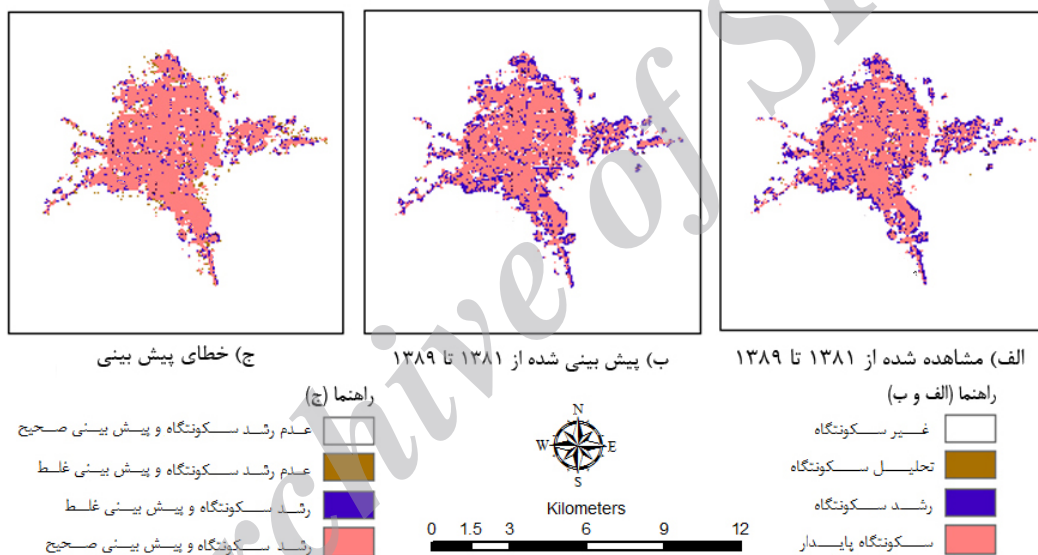 الف) مشاهده شده از ۱۳۸۱ تا ۱۳۸۹
ب) پیش بینی شده از ۱۳۸۱ تا ۱۳۸۹
ج) خطای پیش بینی
راهنما (الف و ب)
غیر سکونتگاه
تحلیل سکونتگاه
رشد سکونتگاه
سکونتگاه پایدار
N
W E
S
Kilometers
0 1.5 3 6 9 12
راهنما (ج)
عدم رشد سکونتگاه و پیش بینی صحیح
عدم رشد سکونتگاه و پیش بینی غلط
رشد سکونتگاه و پیش بینی غلط
رشد سکونتگاه و پیش بینی صحیح
rchive of S